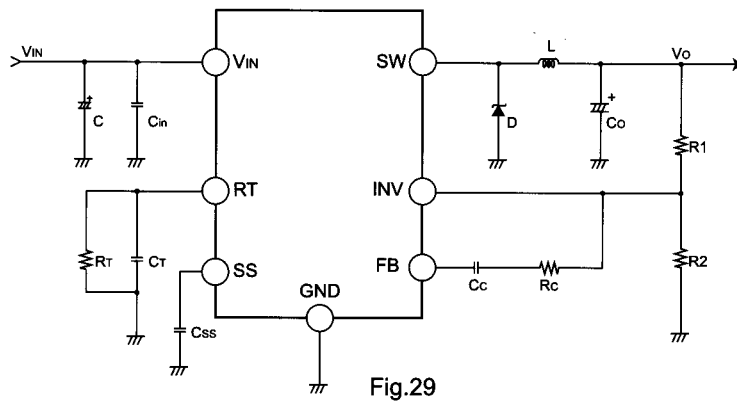 VIN
VIN
SW
L
VO
C
Cin
D
CO
R1
RT
INV
RT
CT
SS
FB
CC
RC
R2
GND
CSS
Fig.29